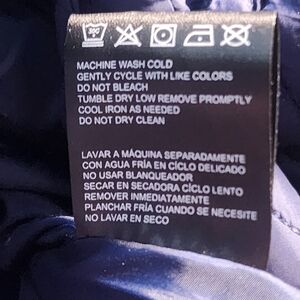 30C
MACHINE WASH COLD
GENTLY CYCLE WITH LIKE COLORS
DO NOT BLEACH
TUMBLE DRY LOW REMOVE PROMPTLY
COOL IRON AS NEEDED
DO NOT DRY CLEAN
LAVAR A MÁQUINA SEPARADAMENTE
CON AGUA FRÍA EN CÍCLO DELICADO
NO USAR BLANQUEADOR
SECAR EN SECADORA CÍCLO LENTO
REMOVER INMEDIATAMENTE
PLANCHAR FRÍA CUANDO SE NECESITE
NO LAVAR EN SECO